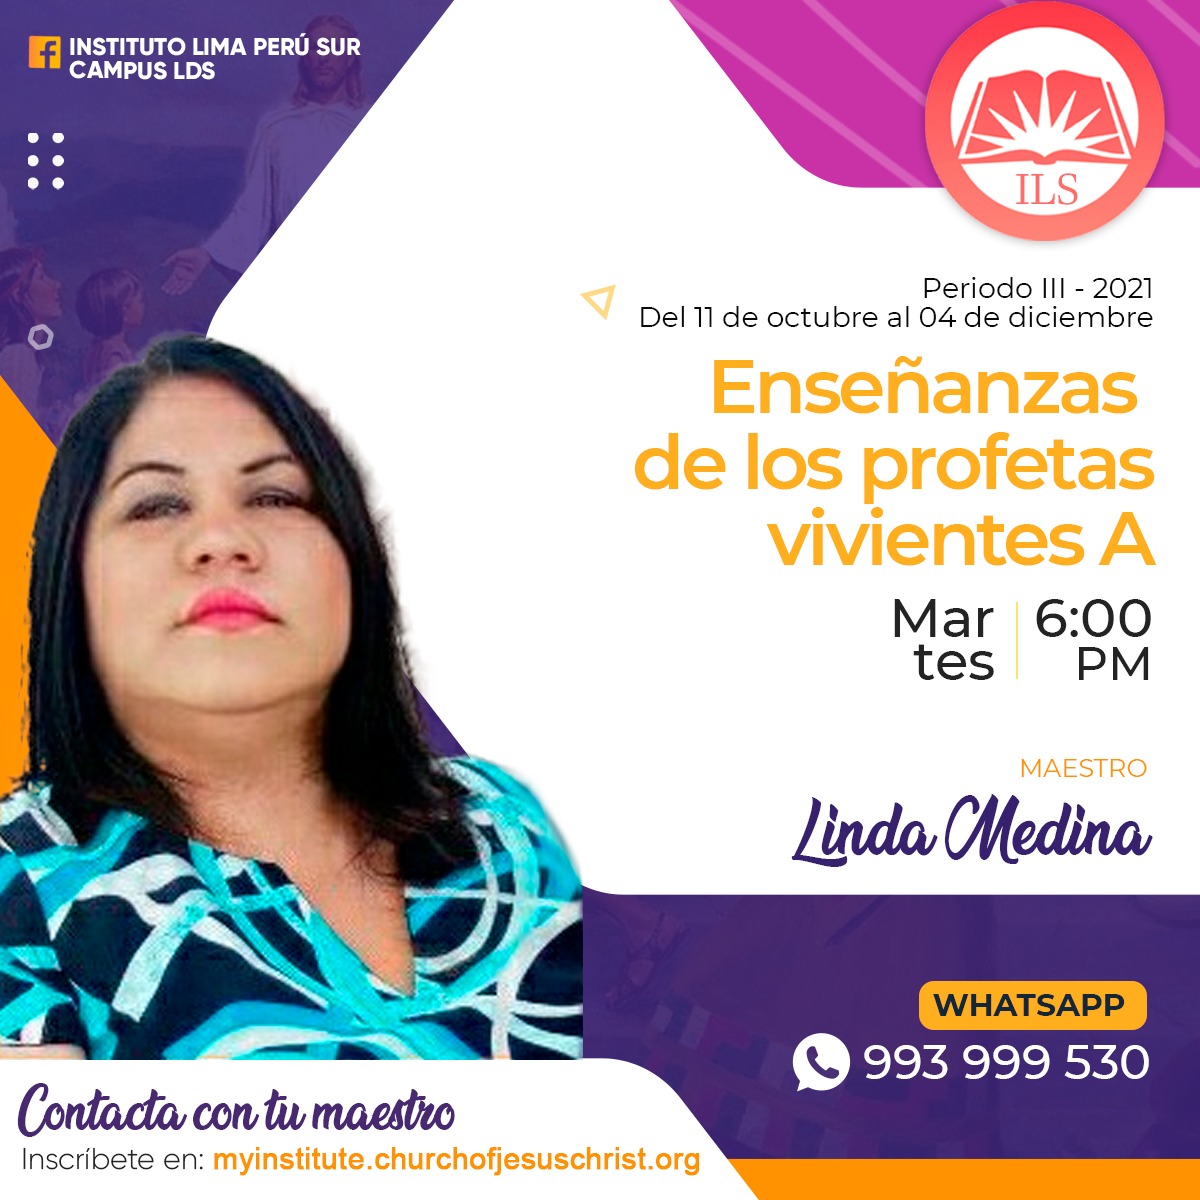 INSTITUTO LIMA PERÚ SUR
CAMPUS LDS
ILS
Periodo III - 2021
Del 11 de octubre al 04 de diciembre
Enseñanzas
de los profetas
vivientes A
Mar
tes
6:00
PM
MAESTRO
Linda Medina
WHATSAPP
993 999 530
Contacta con tu maestro
Inscríbete en: myinstitute.churchofjesuschrist.org